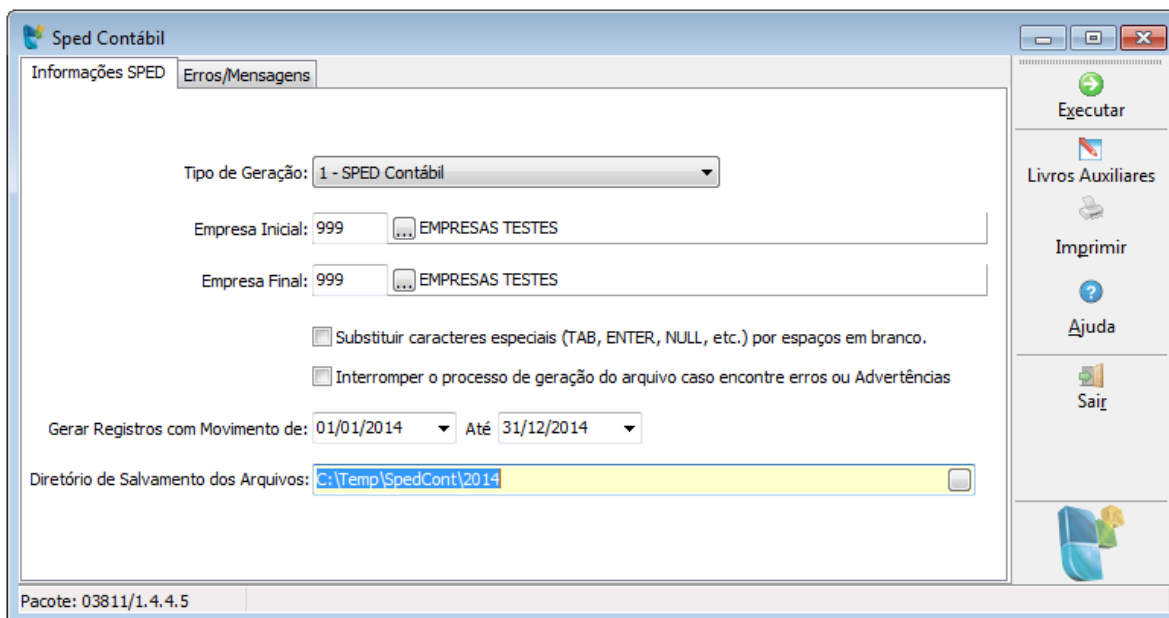 Sped Contábil
Informações SPED Erros/Mensagens
Executar
Livros Auxiliares
Imprimir
Ajuda
Sair
Tipo de Geração: 1 - SPED Contábil
Empresa Inicial: 999 ... EMPRESAS TESTES
Empresa Final: 999 ... EMPRESAS TESTES
Substituir caracteres especiais (TAB, ENTER, NULL, etc.) por espaços em branco.
Interromper o processo de geração do arquivo caso encontre erros ou Advertências
Gerar Registros com Movimento de: 01/01/2014 Até 31/12/2014
Diretório de Salvamento dos Arquivos: C:\Temp\SpedCont\2014
Pacote: 03811/1.4.4.5